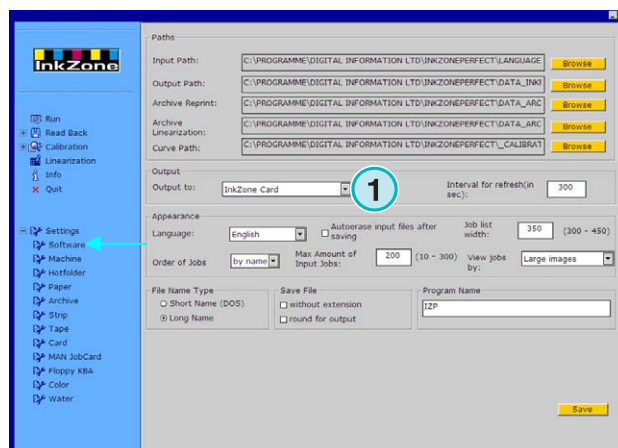 InkZone
Run
Read Back
Calibration
Linearization
Info
Quit
Settings
Software
Machine
Hotfolder
Paper
Archive
Strip
Tape
Card
MAN JobCard
Floppy KBA
Color
Water
Paths
Input Path: C:\PROGRAMME\DIGITAL INFORMATION LTD\INKZONEPERFECT\LANGUAGE Browse
Output Path: C:\PROGRAMME\DIGITAL INFORMATION LTD\INKZONEPERFECT\DATA_INKI Browse
Archive Reprint: C:\PROGRAMME\DIGITAL INFORMATION LTD\INKZONEPERFECT\DATA_ARC Browse
Archive Linearization: C:\PROGRAMME\DIGITAL INFORMATION LTD\INKZONEPERFECT\DATA_ARC Browse
Curve Path: C:\PROGRAMME\DIGITAL INFORMATION LTD\INKZONEPERFECT\_CALIBRAT Browse
Output
Output to: InkZone Card 1 Interval for refresh(in sec): 300
Appearance
Language: English Autoerase input files after saving Job list width: 350 (300 - 450)
Order of Jobs by name Max Amount of Input Jobs: 200 (10 - 300) View jobs by: Large images
File Name Type
Short Name (DOS)
Long Name
Save File
without extension
round for output
Program Name
IZP
Save